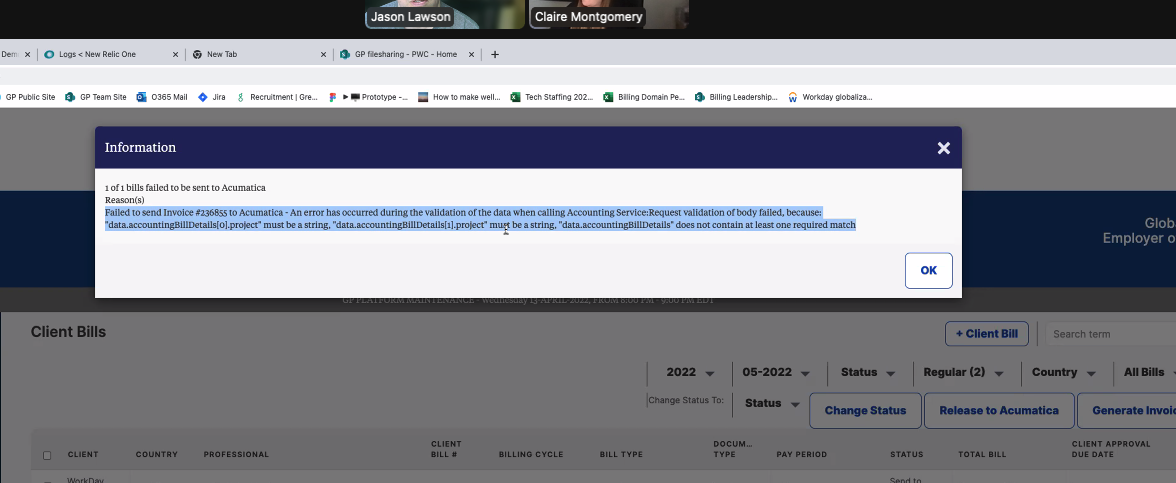 Jason Lawson
Claire Montgomery
Dem
Logs < New Relic One
New Tab
GP filesharing - PWC - Home
GP Public Site
GP Team Site
O365 Mail
Jira
Recruitment | Gre...
Prototype -...
How to make well...
Tech Staffing 202...
Billing Domain Pe...
Billing Leadership...
Workday globaliza...
Information
1 of 1 bills failed to be sent to Acumatica
Reason(s)
Failed to send Invoice #236855 to Acumatica - An error has occurred during the validation of the data when calling Accounting Service:Request validation of body failed, because:
"data.accountingBillDetails[0].project" must be a string, "data.accountingBillDetails[1].project" must be a string, "data.accountingBillDetails" does not contain at least one required match
OK
Globa
Employer o
GP PLATFORM MAINTENANCE - Wednesday 13-APRIL-2022, FROM 6:00 PM - 9:00 PM EDT
Client Bills
+ Client Bill
Search term
2022
05-2022
Status
Regular (2)
Country
All Bills
Change Status To:
Status
Change Status
Release to Acumatica
Generate Invoi
CLIENT
COUNTRY
PROFESSIONAL
CLIENT
BILL #
BILLING CYCLE
BILL TYPE
DOCUM...
TYPE
PAY PERIOD
STATUS
TOTAL BILL
CLIENT APPROVAL
DUE DATE
WorkDay
Send to